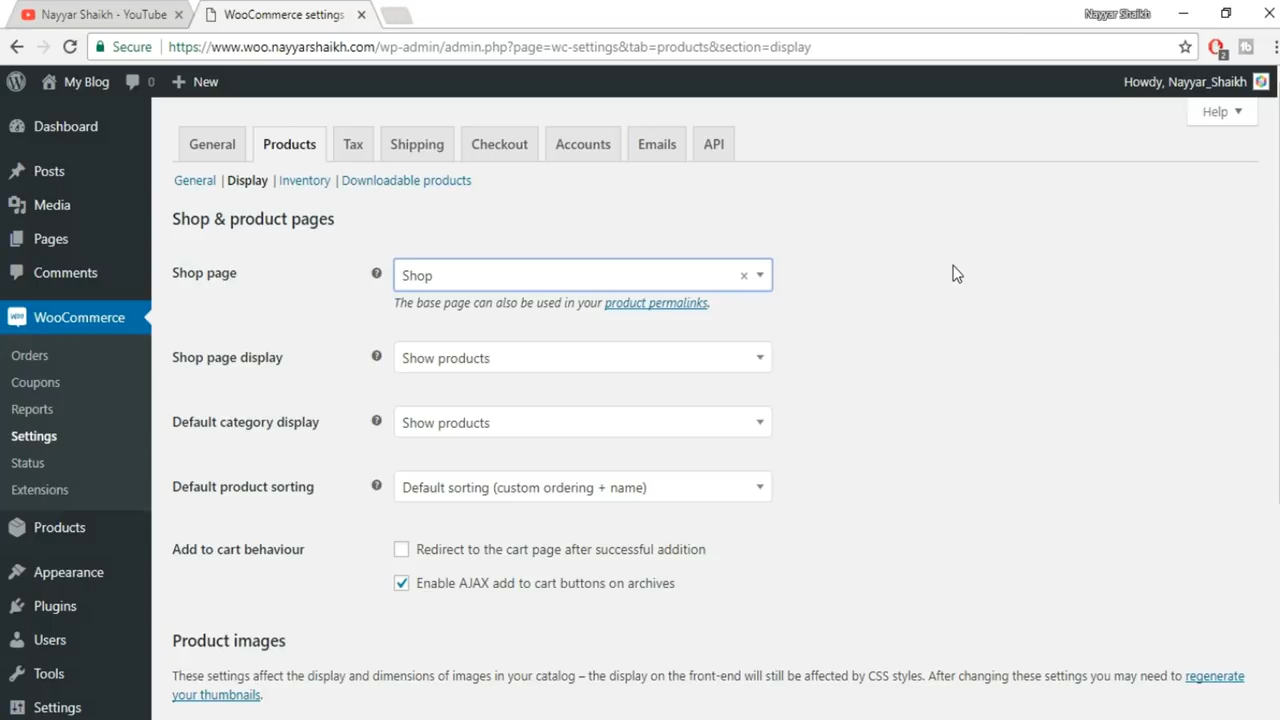 Nayyar Shaikh - YouTube
WooCommerce settings
Nayyar Shaikh
Secure
https://www.woo.nayyarshaikh.com/wp-admin/admin.php?page=wc-settings&tab=products&section=display
2
My Blog
0
New
Howdy, Nayyar_Shaikh
Help
Dashboard
Posts
Media
Pages
Comments
WooCommerce
Orders
Coupons
Reports
Settings
Status
Extensions
Products
Appearance
Plugins
Users
Tools
Settings
General
Products
Tax
Shipping
Checkout
Accounts
Emails
API
General | Display | Inventory | Downloadable products
Shop & product pages
Shop page
Shop
The base page can also be used in your product permalinks.
Shop page display
Show products
Default category display
Show products
Default product sorting
Default sorting (custom ordering + name)
Add to cart behaviour
Redirect to the cart page after successful addition
Enable AJAX add to cart buttons on archives
Product images
These settings affect the display and dimensions of images in your catalog – the display on the front-end will still be affected by CSS styles. After changing these settings you may need to regenerate
your thumbnails.